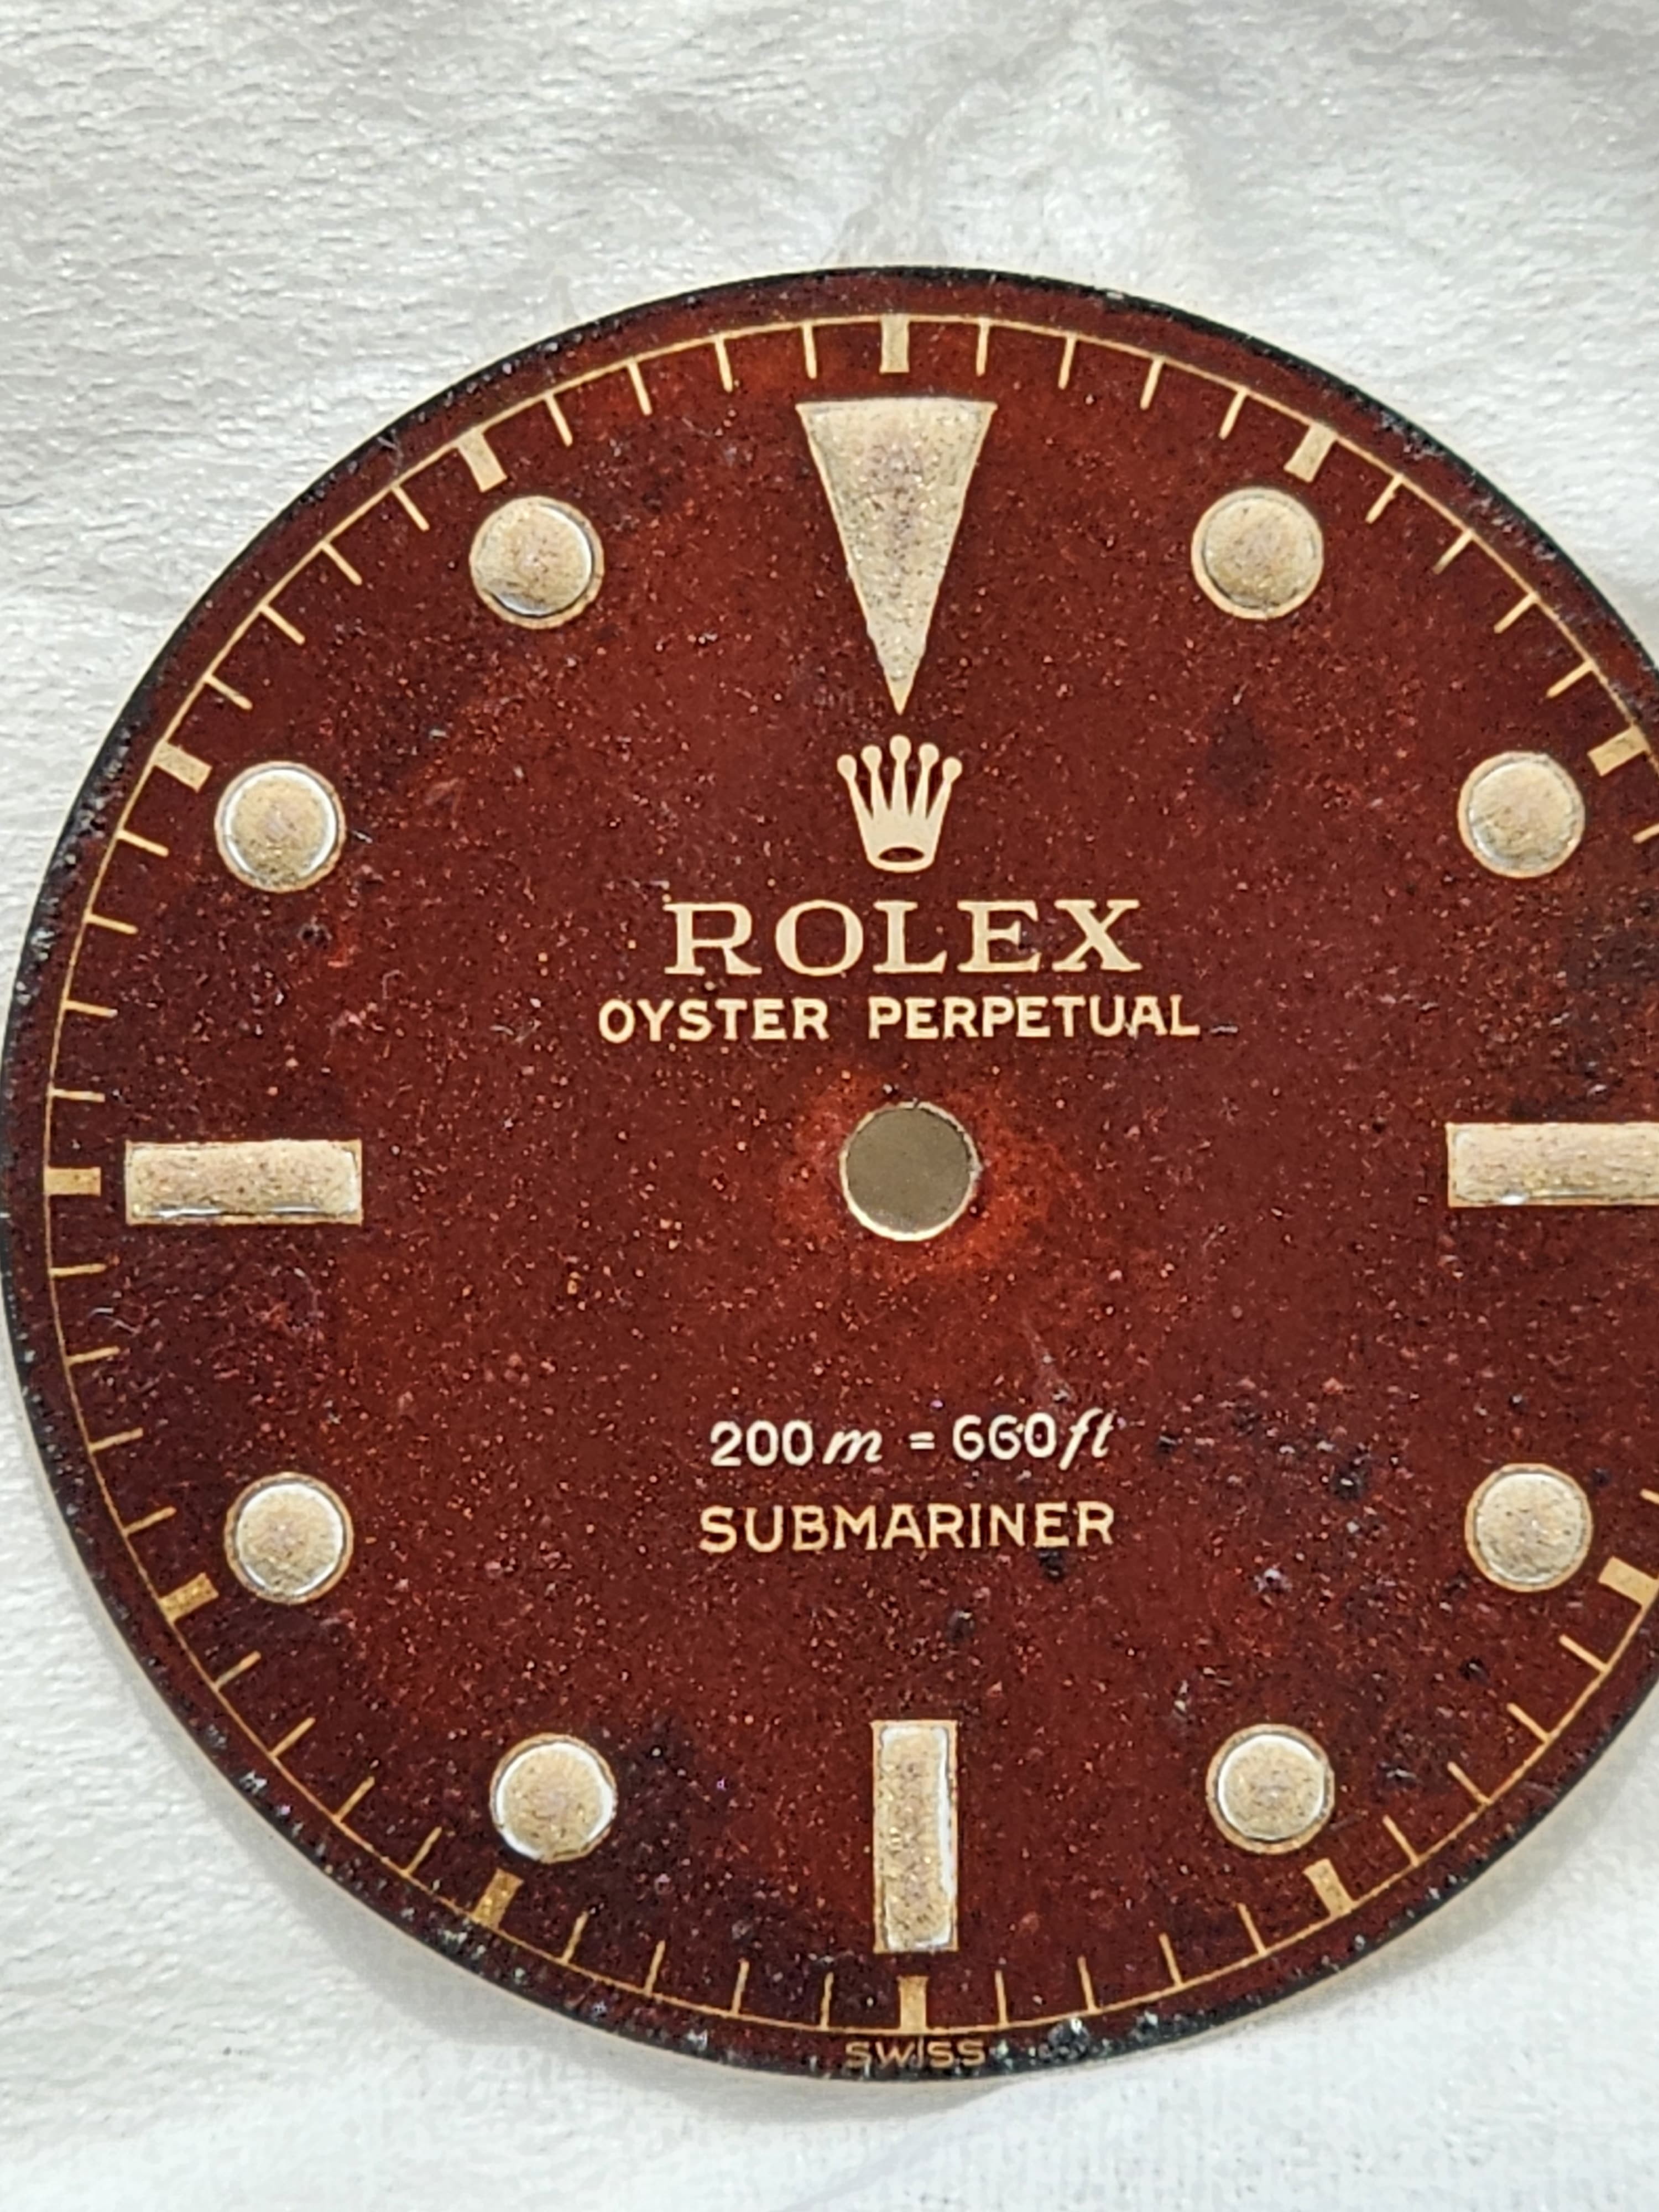 ROLEX
OYSTER PERPETUAL
200m = 660ft
SUBMARINER
SWISS